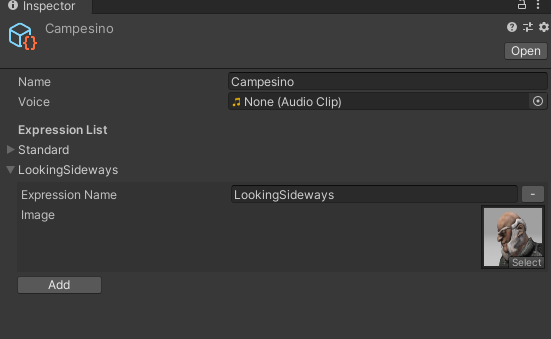 Inspector
Campesino
Open
Name Campesino
Voice None (Audio Clip)
Expression List
Standard
LookingSideways
Expression Name LookingSideways -
Image
Select
Add